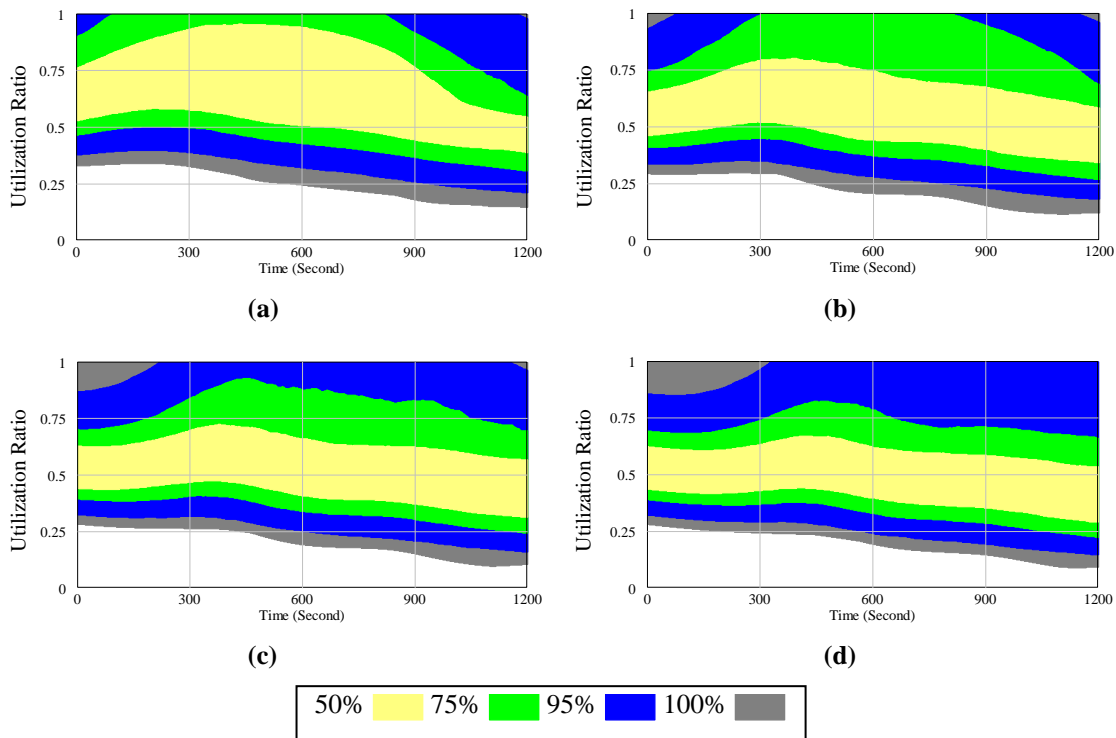 Utilization Ratio
1
0.75
0.5
0.25
0
0 300 600 900 1200
Time (Second)
(a)
Utilization Ratio
1
0.75
0.5
0.25
0
0 300 600 900 1200
Time (Second)
(b)
Utilization Ratio
1
0.75
0.5
0.25
0
0 300 600 900 1200
Time (Second)
(c)
Utilization Ratio
1
0.75
0.5
0.25
0
0 300 600 900 1200
Time (Second)
(d)
50% 75% 95% 100%